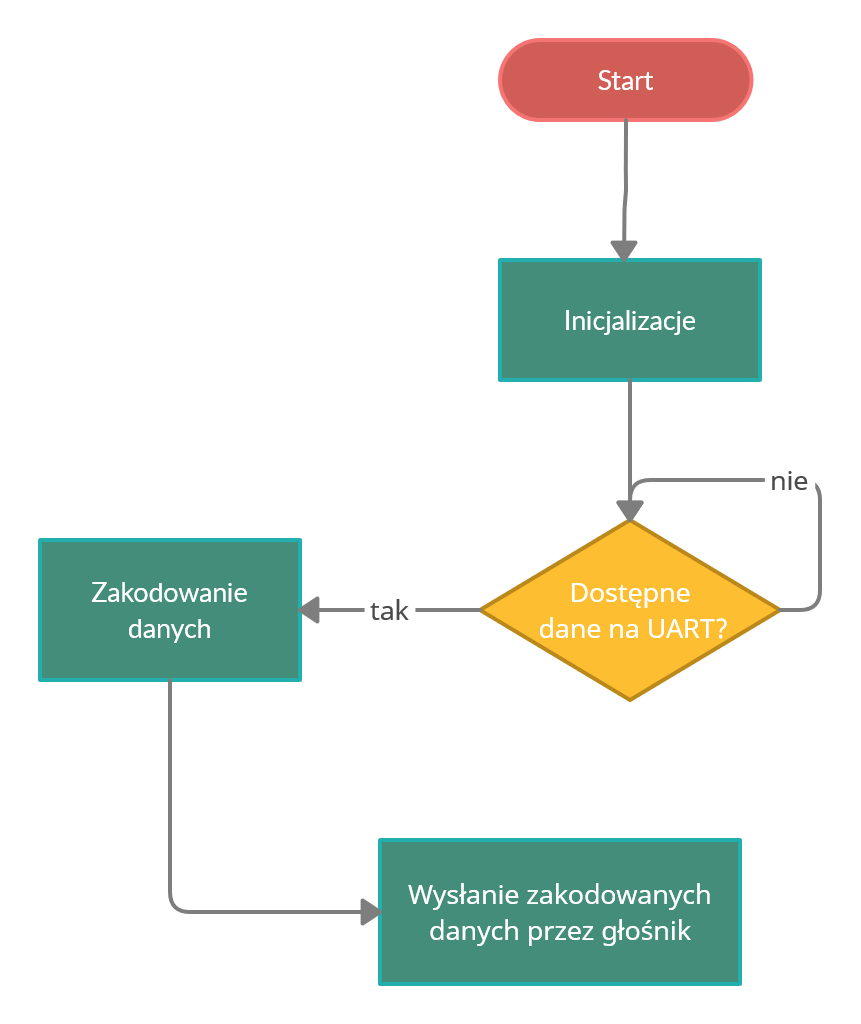 Start
Inicjalizacje
nie
Dostępne
dane na UART?
tak
Zakodowanie
danych
Wysłanie zakodowanych
danych przez głośnik